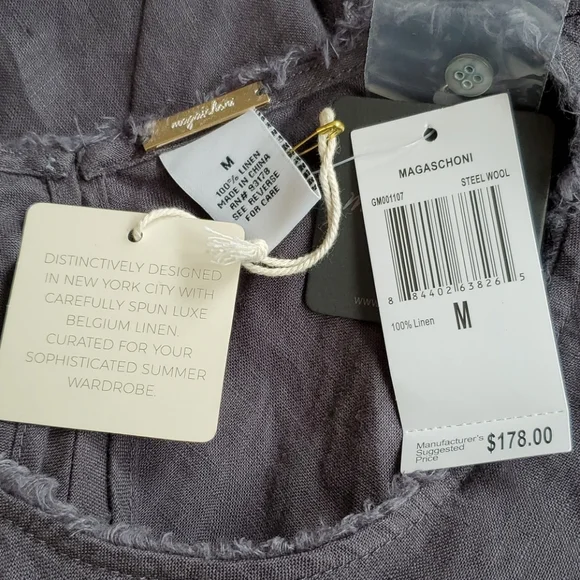 magaschoni
M
100% LINEN
MADE IN CHINA
RN# 93178
SEE REVERSE
FOR CARE
DISTINCTIVELY DESIGNED
IN NEW YORK CITY WITH
CAREFULLY SPUN LUXE
BELGIUM LINEN.
CURATED FOR YOUR
SOPHISTICATED SUMMER
WARDROBE.
MAGASCHONI
GM001107 STEEL WOOL
8 84402 63826 5
100% Linen M
Manufacturer's
Suggested
Price $178.00